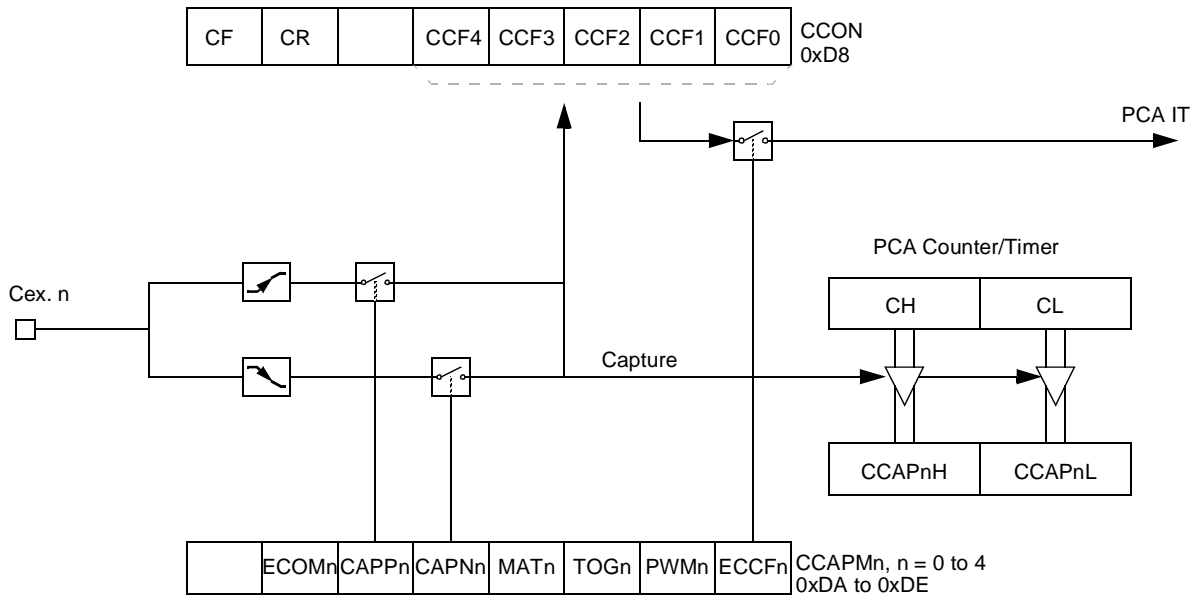 CF CR CCF4 CCF3 CCF2 CCF1 CCF0 CCON
0xD8
PCA IT
PCA Counter/Timer
Cex. n
CH CL
Capture
CCAPnH CCAPnL
ECOMn CAPPn CAPNn MATn TOGn PWMn ECCFn CCAPMn, n = 0 to 4
0xDA to 0xDE